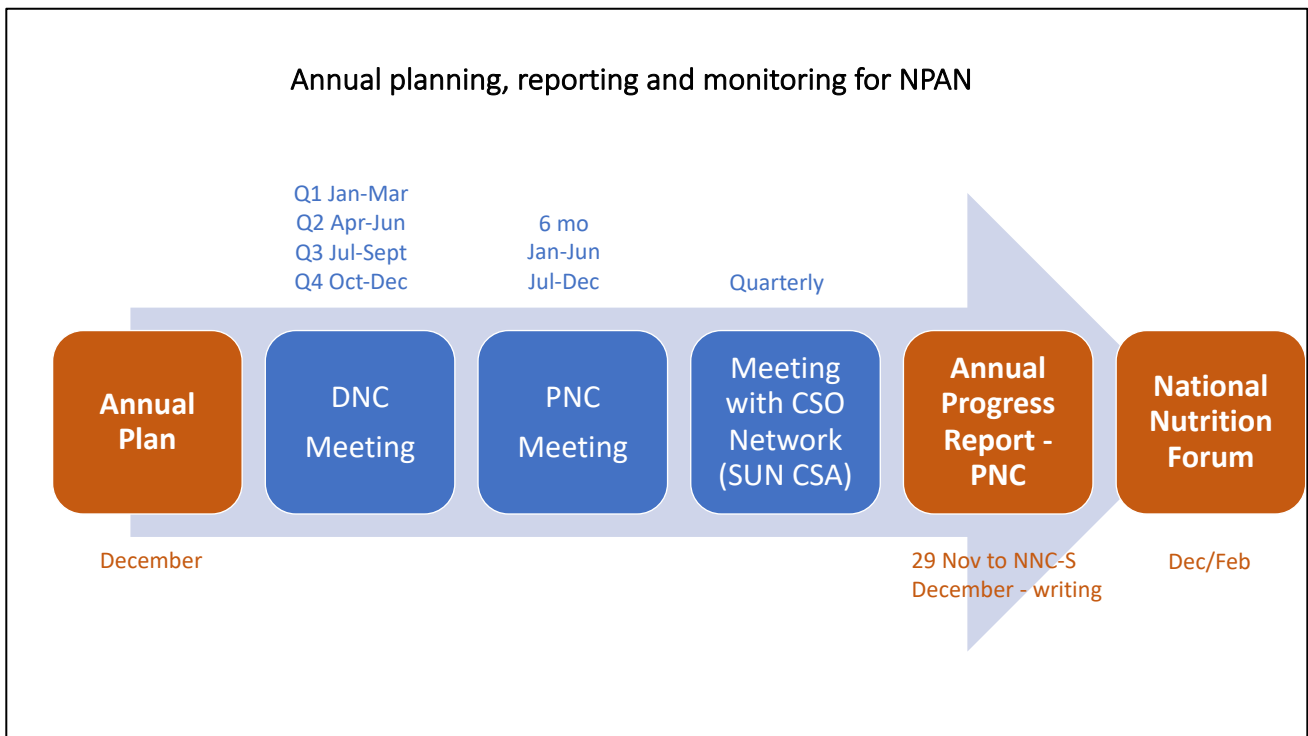 Annual planning, reporting and monitoring for NPAN
Q1 Jan-Mar
Q2 Apr-Jun
Q3 Jul-Sept
Q4 Oct-Dec
6 mo
Jan-Jun
Jul-Dec
Quarterly
Annual
Plan
DNC
Meeting
PNC
Meeting
Meeting
with CSO
Network
(SUN CSA)
Annual
Progress
Report -
PNC
National
Nutrition
Forum
December
29 Nov to NNC-S
December - writing
Dec/Feb